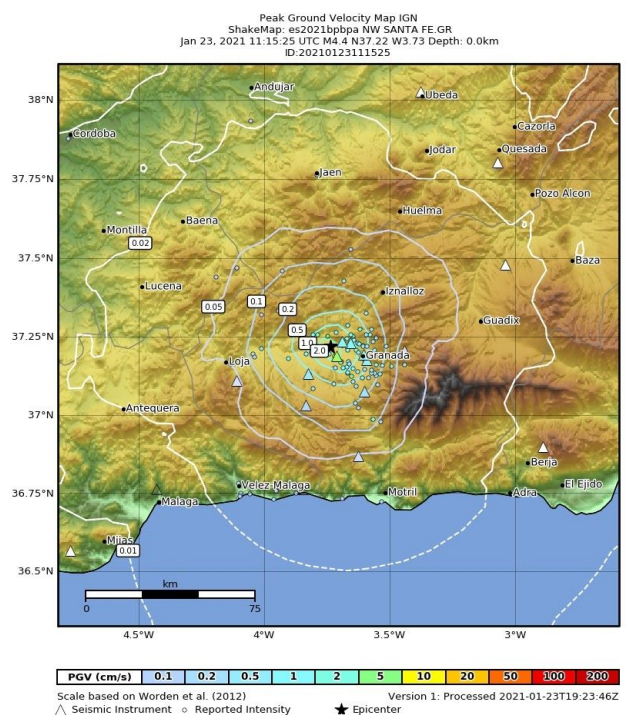 Peak Ground Velocity Map IGN
ShakeMap: es2021bpbpa NW SANTA FE.GR
Jan 23, 2021 11:15:25 UTC M4.4 N37.22 W3.73 Depth: 0.0km
ID:20210123111525
38°N
Andujar
Ubeda
Cordoba
Cazorla
Jodar
Quesada
37.75°N
Jaen
Pozo Alcon
Huelma
Baena
Montilla
0.02
37.5°N
Baza
Lucena
Iznalloz
0.05
0.1
0.2
Guadix
0.5
37.25°N
1.0
2.0
Granada
Loja
37°N
Antequera
Berja
Velez-Malaga
El Ejido
36.75°N
Malaga
Motril
Adra
Mijas
0.01
36.5°N
km
0
75
4.5°W
4°W
3.5°W
3°W
PGV (cm/s)
0.1
0.2
0.5
1
2
5
10
20
50
100
200
Scale based on Worden et al. (2012)
Version 1: Processed 2021-01-23T19:23:46Z
Seismic Instrument
Reported Intensity
Epicenter